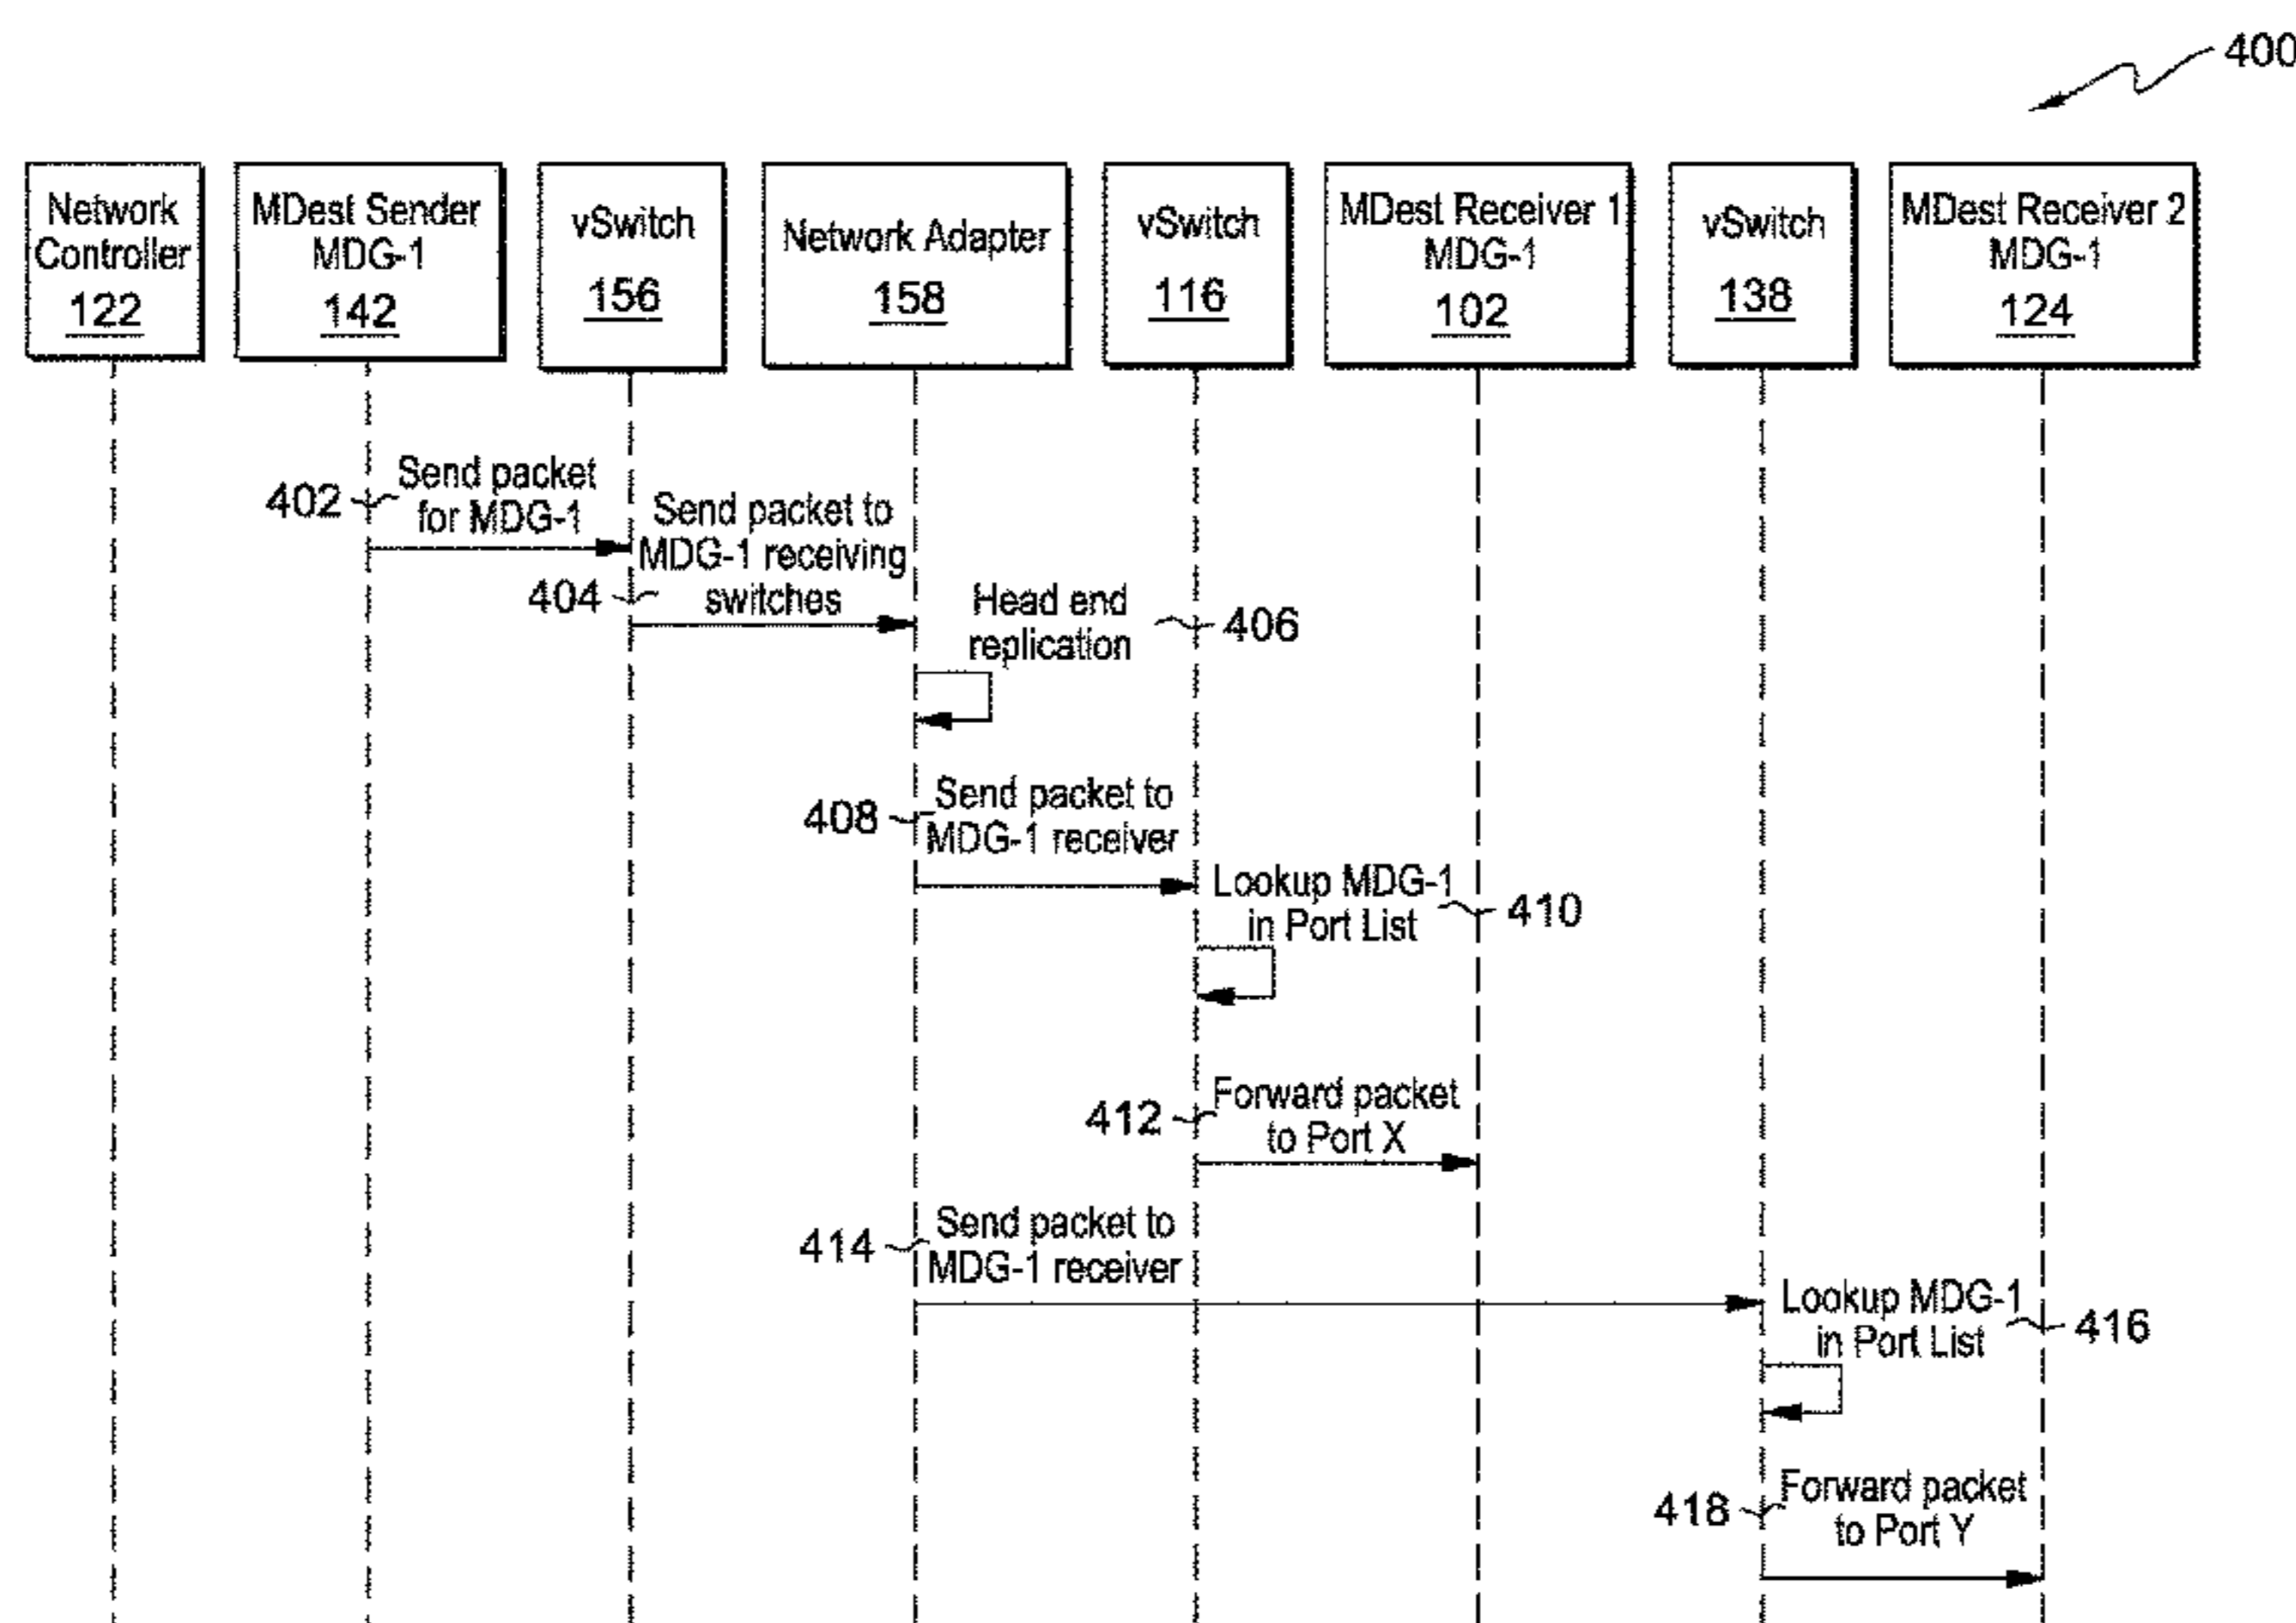 400
Network
Controller
122
MDest Sender
MDG-1
142
vSwitch
156
Network Adapter
158
vSwitch
116
MDest Receiver 1
MDG-1
102
vSwitch
138
MDest Receiver 2
MDG-1
124
402
Send packet
for MDG-1
404
Send packet to
MDG-1 receiving
switches
Head end
replication
406
408
Send packet to
MDG-1 receiver
Lookup MDG-1
in Port List
410
412
Forward packet
to Port X
414
Send packet to
MDG-1 receiver
Lookup MDG-1
in Port List
416
418
Forward packet
to Port Y